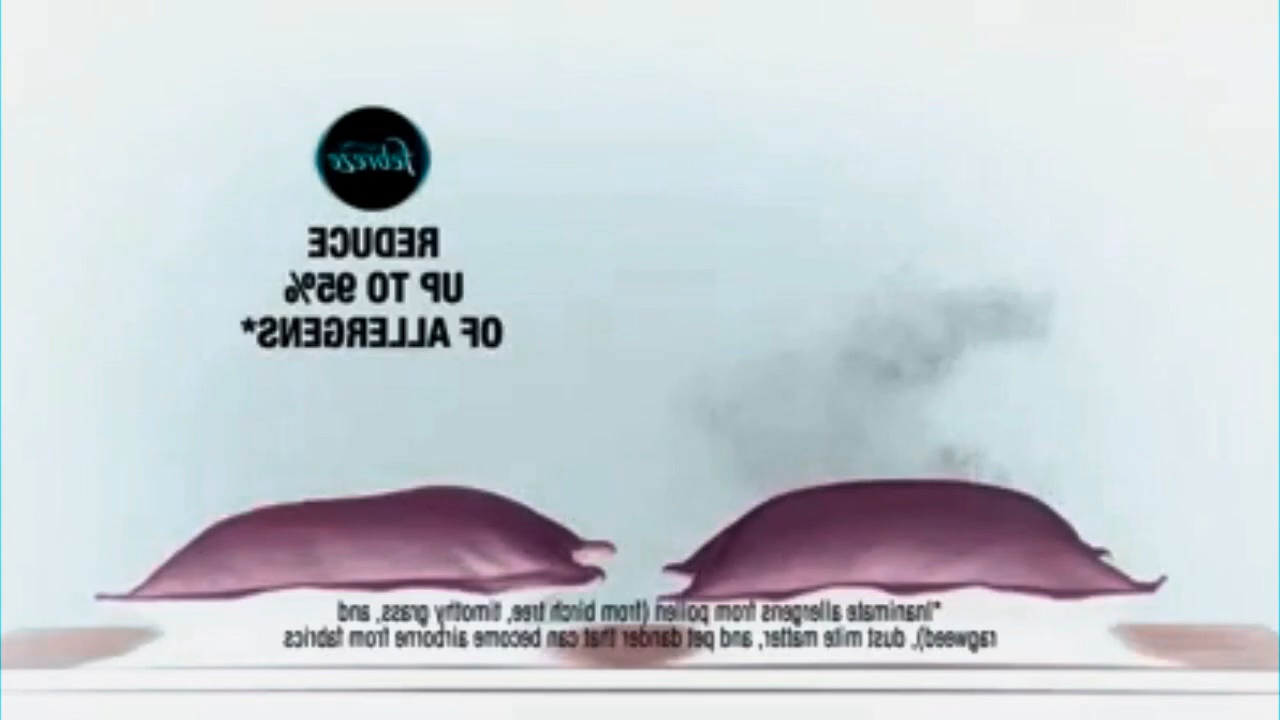 febreze
REDUCE
UP TO 95%
OF ALLERGENS*
*Inanimate allergens from pollen (from birch tree, timothy grass, and
ragweed), dust mite matter, and pet dander that can become airborne from fabrics